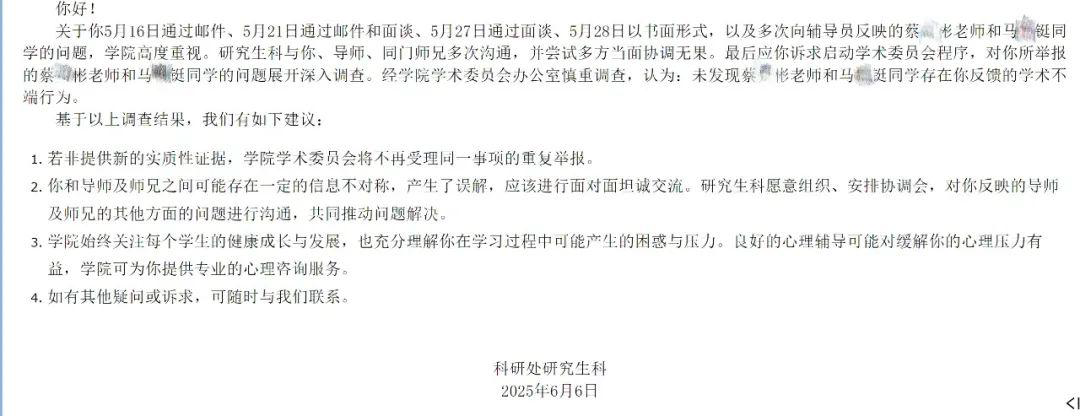 你好！
关于你5月16日通过邮件、5月21日通过邮件和面谈、5月27日通过面谈、5月28日以书面形式，以及多次向辅导员反映的蔡 彬老师和马 铤同
学的问题，学院高度重视。研究生科与你、导师、同门师兄多次沟通，并尝试多方当面协调无果。最后应你诉求启动学术委员会程序，对你所举报
的蔡 彬老师和马 铤同学的问题展开深入调查。经学院学术委员会办公室慎重调查，认为：未发现蔡 彬老师和马 涎同学存在你反馈的学术不
端行为。
基于以上调查结果，我们有如下建议：
1. 若非提供新的实质性证据，学院学术委员会将不再受理同一事项的重复举报。
2. 你和导师及师兄之间可能存在一定的信息不对称，产生了误解，应该进行面对面坦诚交流。研究生科愿意组织、安排协调会，对你反映的导师
及师兄的其他方面的问题进行沟通，共同推动问题解决。
3. 学院始终关注每个学生的健康成长与发展，也充分理解你在学习过程中可能产生的困惑与压力。良好的心理辅导可能对缓解你的心理压力有
益，学院可为你提供专业的心理咨询服务。
4. 如有其他疑问或诉求，可随时与我们联系。
科研处研究生科
2025年6月6日